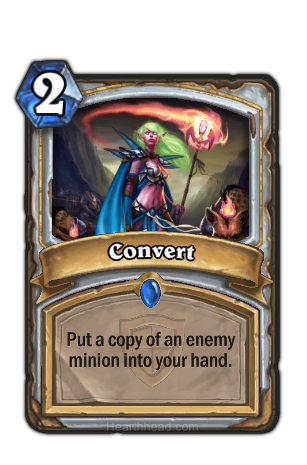 2
Convert
Put a copy of an enemy
minion into your hand.
Hearthhead.com